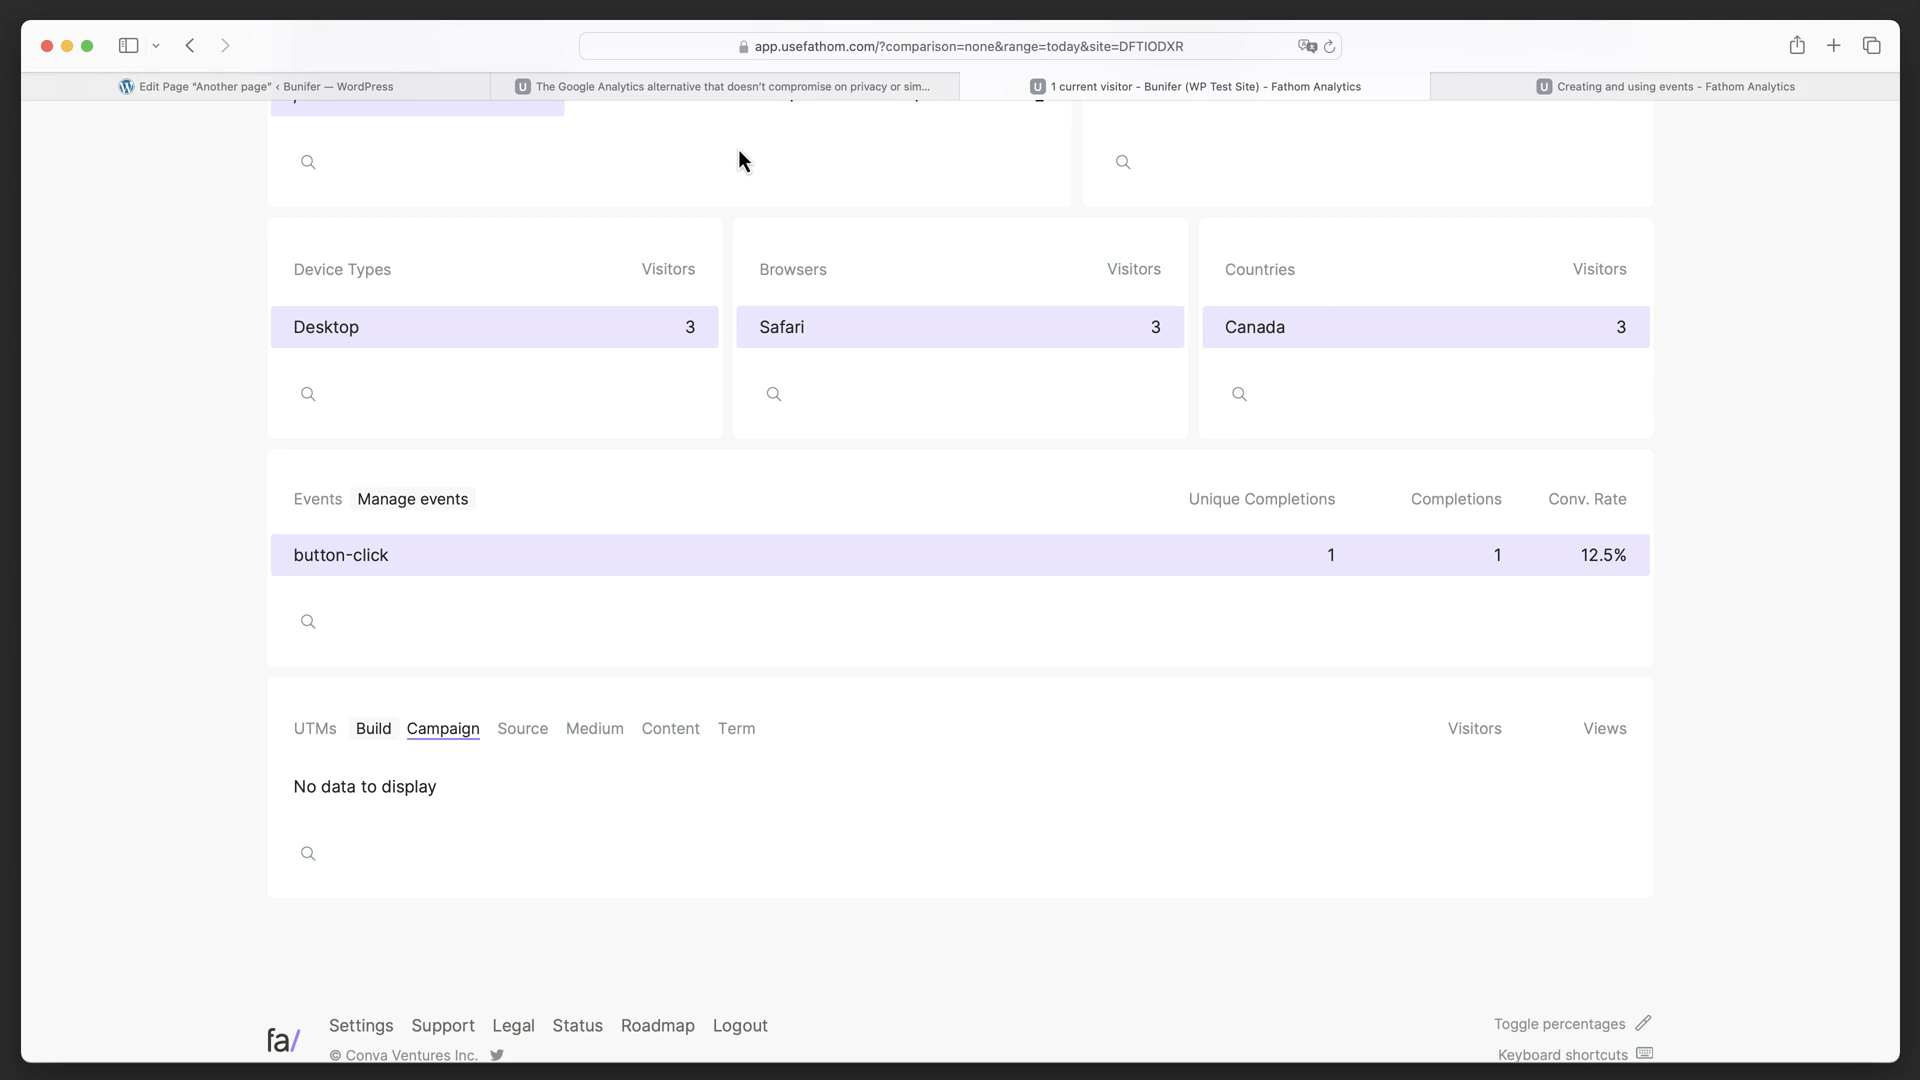 app.usefathom.com/?comparison=none&range=today&site=DFTIODXR
Edit Page “Another page” ‹ Bunifer — WordPress
The Google Analytics alternative that doesn’t compromise on privacy or sim...
1 current visitor - Bunifer (WP Test Site) - Fathom Analytics
Creating and using events - Fathom Analytics
Device Types Visitors
Desktop 3
Browsers Visitors
Safari 3
Countries Visitors
Canada 3
Events Manage events Unique Completions Completions Conv. Rate
button-click 1 1 12.5%
UTMs Build Campaign Source Medium Content Term Visitors Views
No data to display
fa/
Settings Support Legal Status Roadmap Logout
© Conva Ventures Inc.
Toggle percentages
Keyboard shortcuts